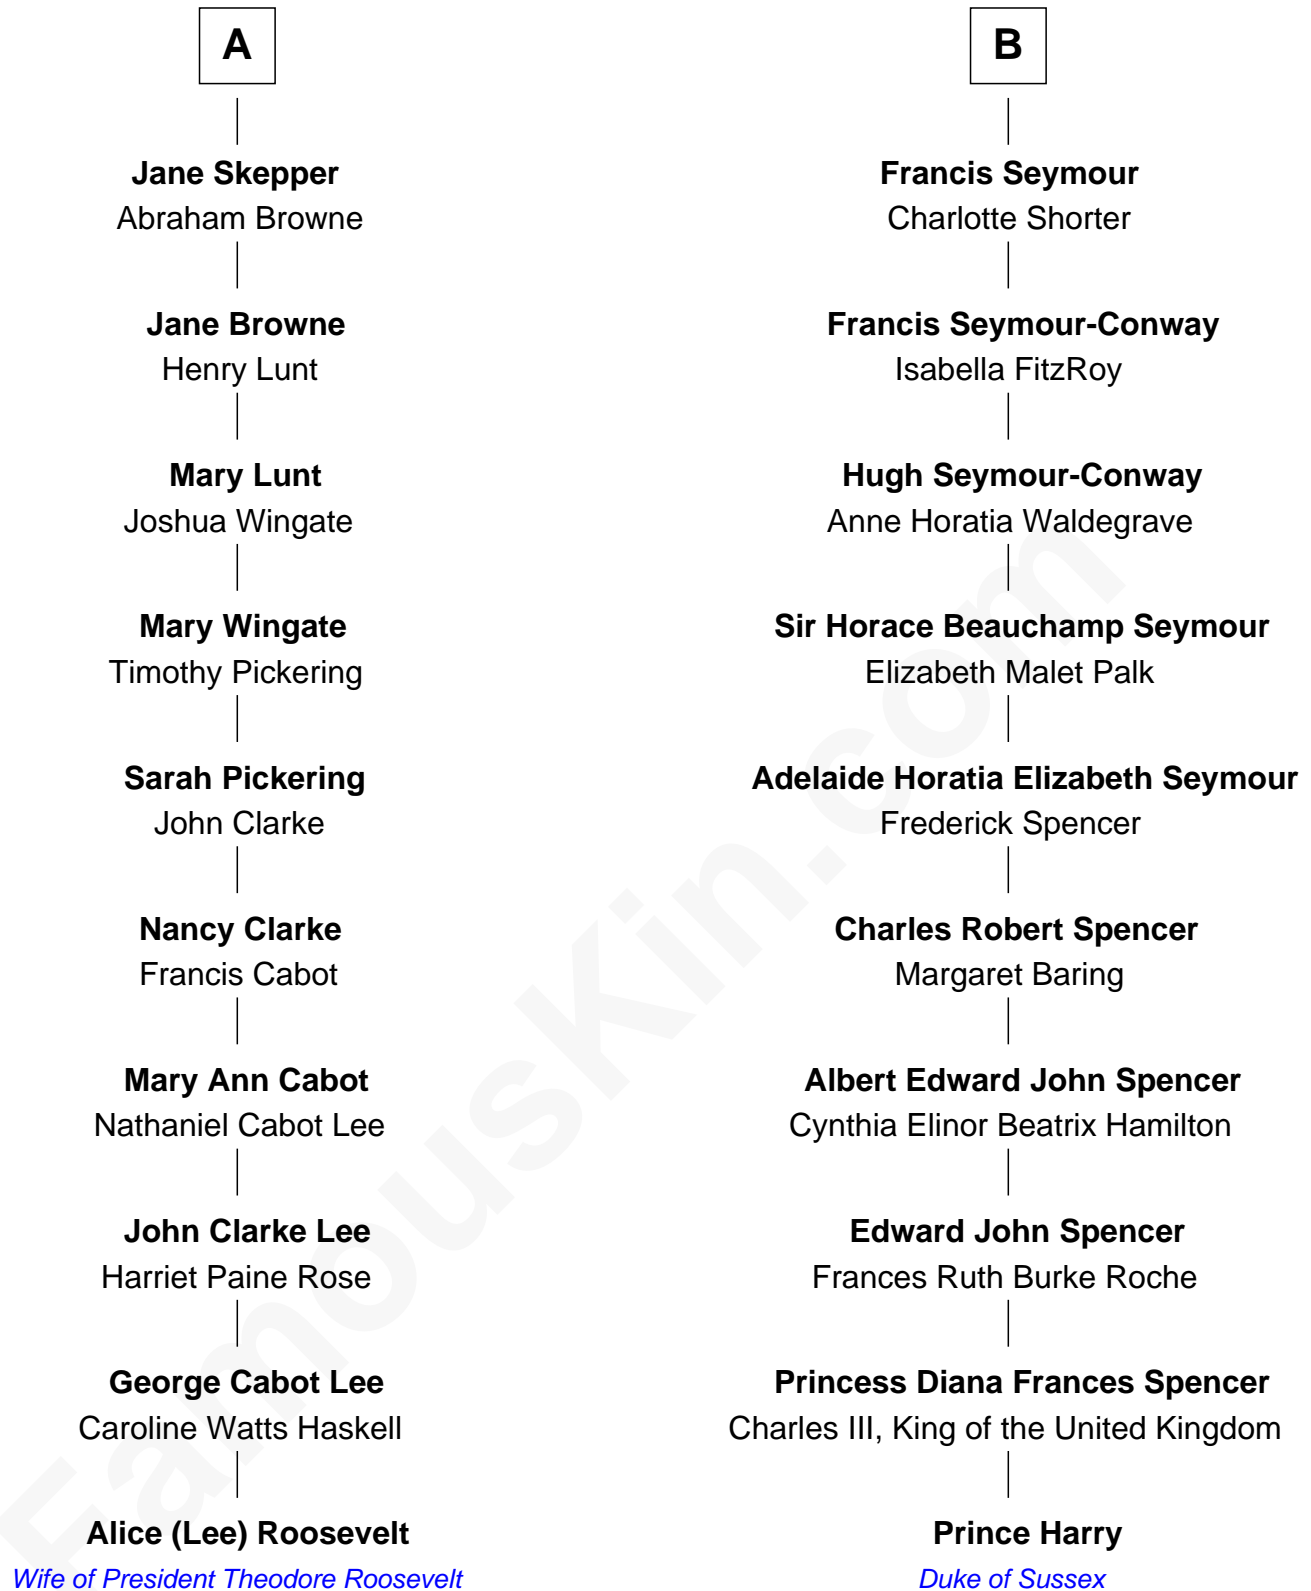 A
Jane Skepper
Abraham Browne
Jane Browne
Henry Lunt
Mary Lunt
Joshua Wingate
Mary Wingate
Timothy Pickering
Sarah Pickering
John Clarke
Nancy Clarke
Francis Cabot
Mary Ann Cabot
Nathaniel Cabot Lee
John Clarke Lee
Harriet Paine Rose
George Cabot Lee
Caroline Watts Haskell
Alice (Lee) Roosevelt
Wife of President Theodore Roosevelt
B
Francis Seymour
Charlotte Shorter
Francis Seymour-Conway
Isabella FitzRoy
Hugh Seymour-Conway
Anne Horatia Waldegrave
Sir Horace Beauchamp Seymour
Elizabeth Malet Palk
Adelaide Horatia Elizabeth Seymour
Frederick Spencer
Charles Robert Spencer
Margaret Baring
Albert Edward John Spencer
Cynthia Elinor Beatrix Hamilton
Edward John Spencer
Frances Ruth Burke Roche
Princess Diana Frances Spencer
Charles III, King of the United Kingdom
Prince Harry
Duke of Sussex
FamousKin.com